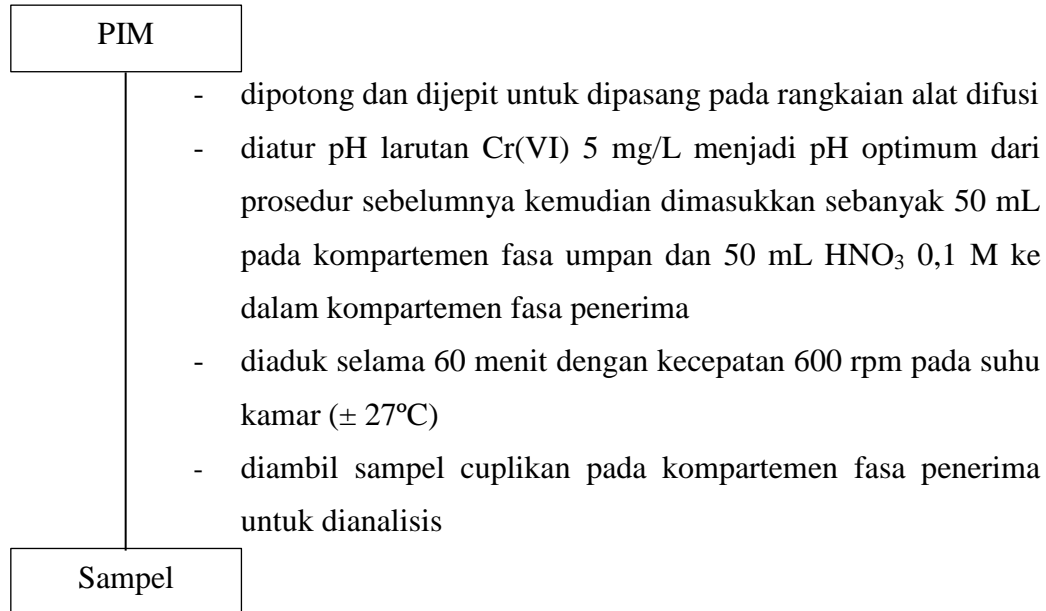 PIM
- dipotong dan dijepit untuk dipasang pada rangkaian alat difusi
- diatur pH larutan Cr(VI) 5 mg/L menjadi pH optimum dari
prosedur sebelumnya kemudian dimasukkan sebanyak 50 mL
pada kompartemen fasa umpan dan 50 mL HNO₃ 0,1 M ke
dalam kompartemen fasa penerima
- diaduk selama 60 menit dengan kecepatan 600 rpm pada suhu
kamar (± 27ºC)
- diambil sampel cuplikan pada kompartemen fasa penerima
untuk dianalisis
Sampel